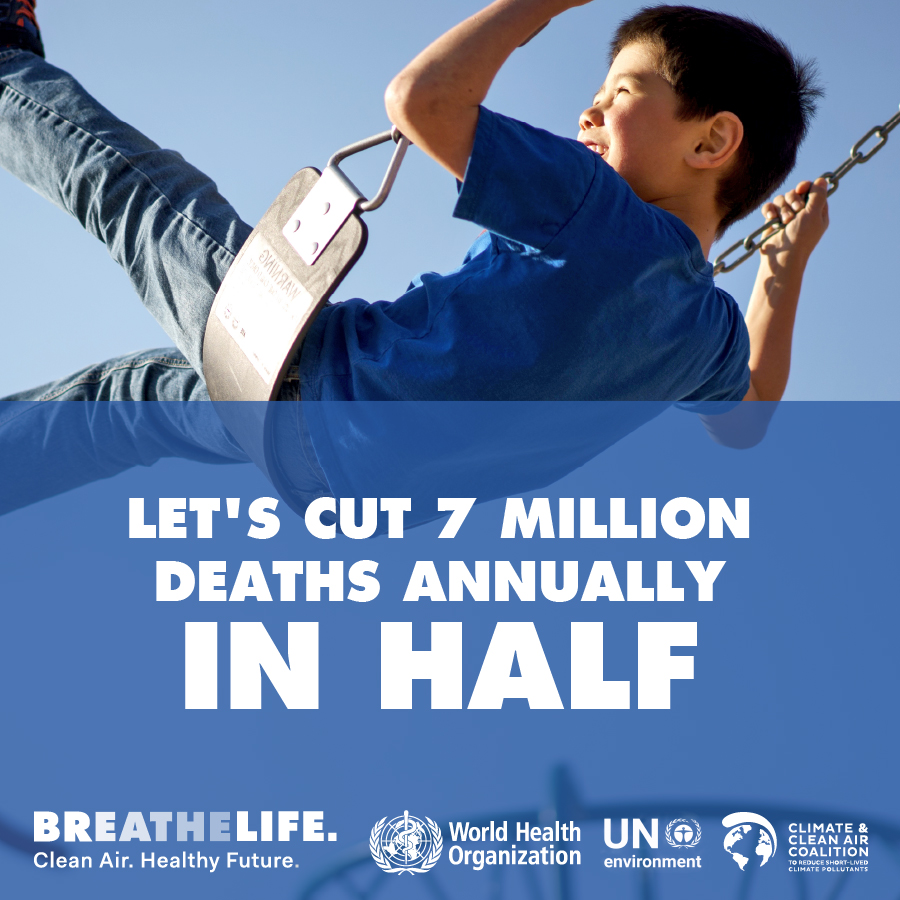 WARNING
LET'S CUT 7 MILLION
DEATHS ANNUALLY
IN HALF
BREATHELIFE.
Clean Air. Healthy Future.
World Health
Organization
UN
environment
CLIMATE &
CLEAN AIR
COALITION
TO REDUCE SHORT-LIVED
CLIMATE POLLUTANTS